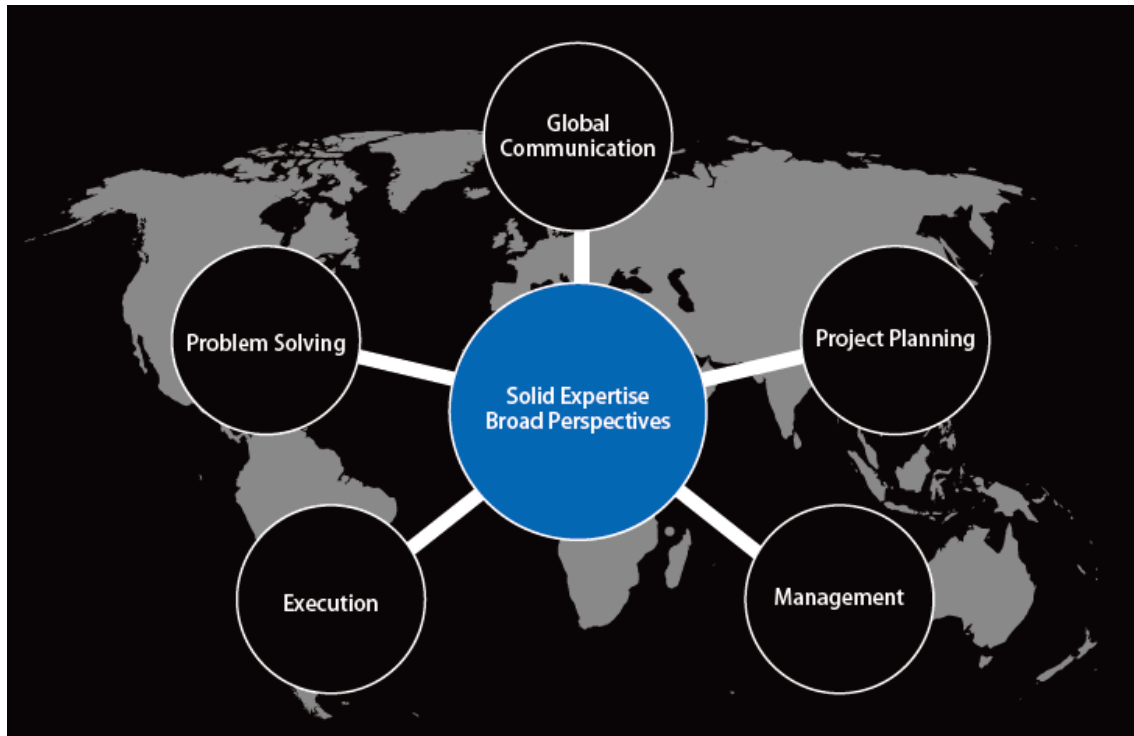 Global
Communication
Problem Solving
Project Planning
Solid Expertise
Broad Perspectives
Execution
Management